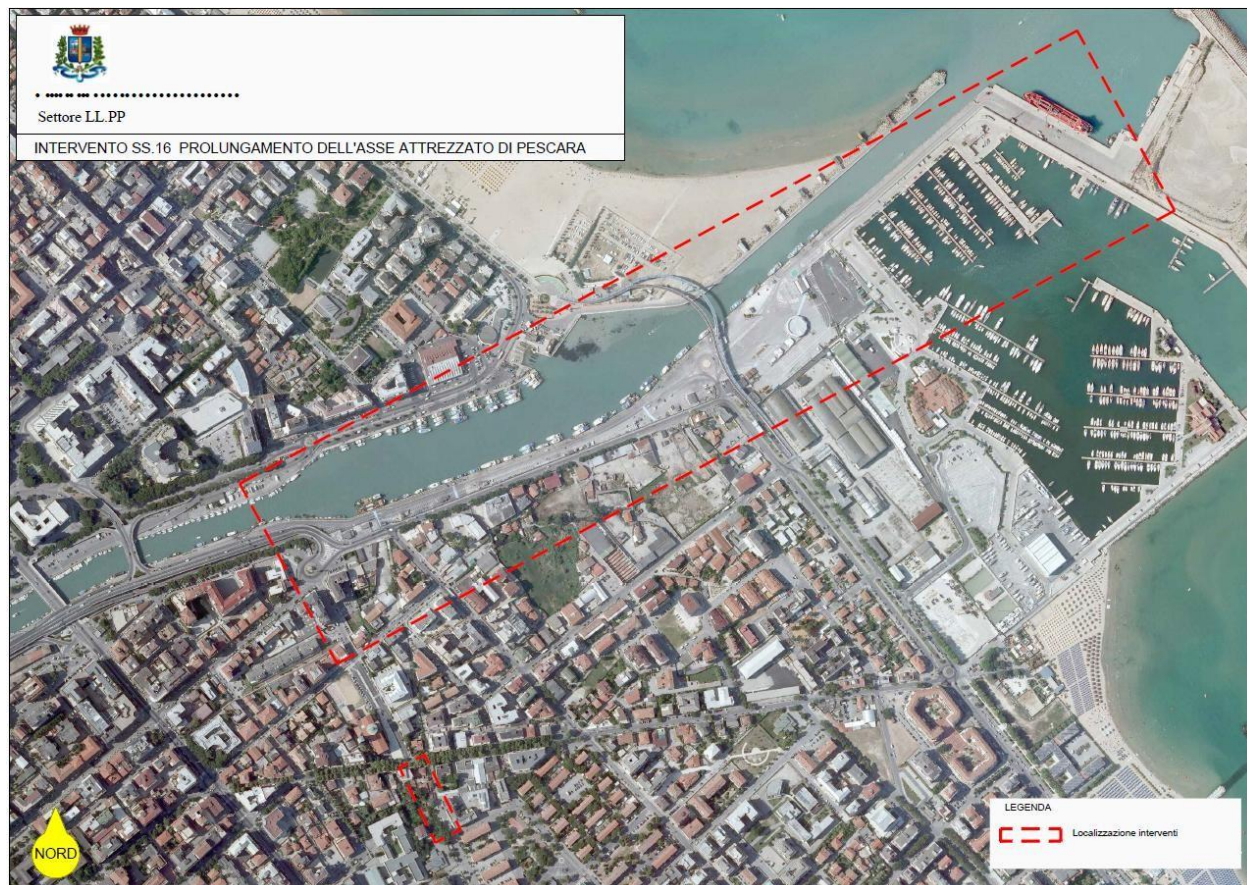 Settore LL.PP
INTERVENTO SS.16 PROLUNGAMENTO DELL'ASSE ATTREZZATO DI PESCARA
NORD
LEGENDA
Localizzazione interventi